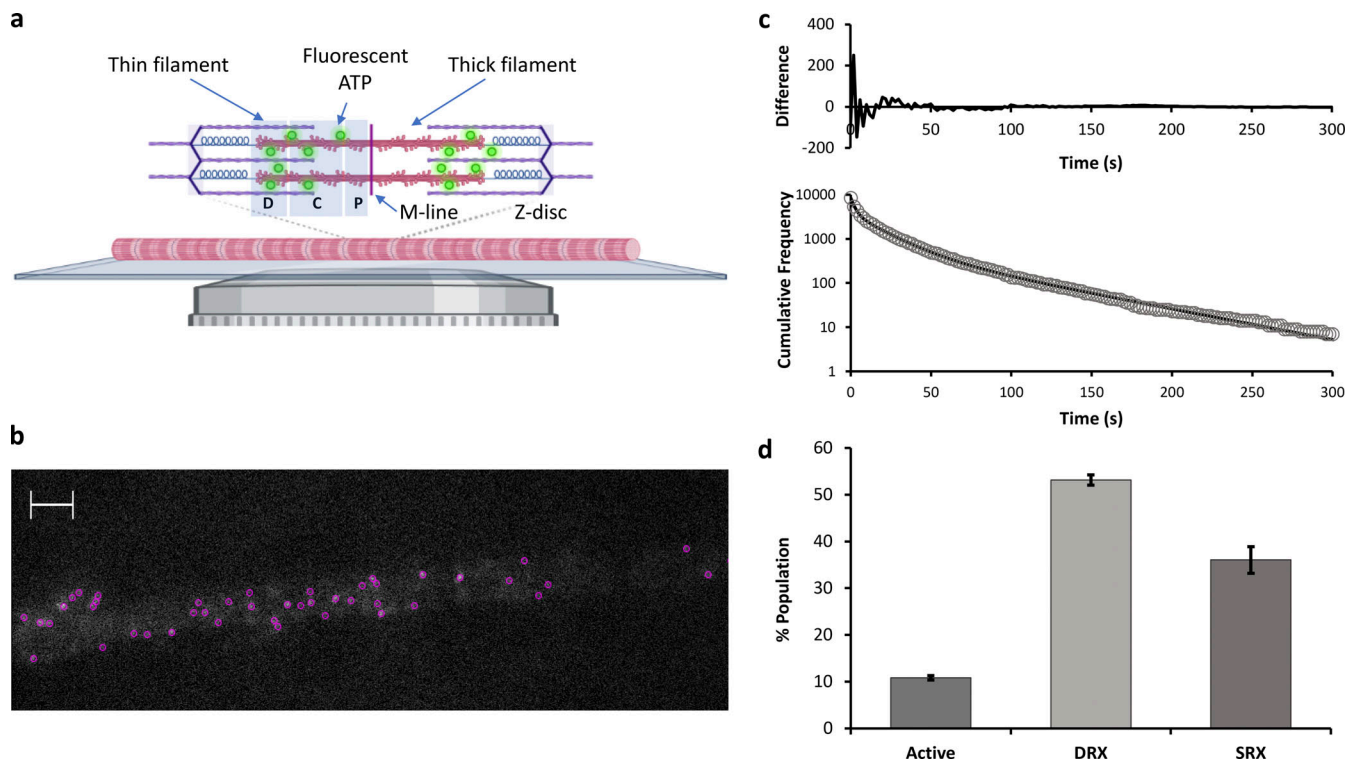 a
Thin filament
Fluorescent
ATP
Thick filament
D
C
P
M-line
Z-disc
b
c
400
200
0
-200
Difference
0
50
100
150
200
250
300
Time (s)
10000
1000
100
10
1
Cumulative Frequency
0
50
100
150
200
250
300
Time (s)
d
60
50
40
30
20
10
0
% Population
Active
DRX
SRX